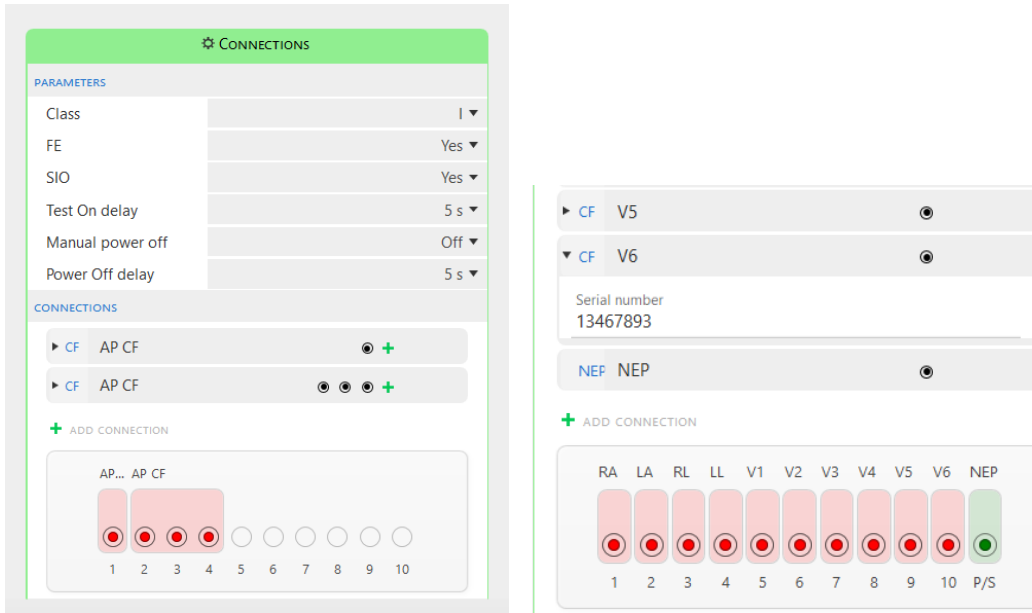 CONNECTIONS
PARAMETERS
Class I
FE Yes
SIO Yes
Test On delay 5 s
Manual power off Off
Power Off delay 5 s
CONNECTIONS
CF AP CF
CF AP CF
ADD CONNECTION
AP... AP CF
1 2 3 4 5 6 7 8 9 10
CF V5
CF V6
Serial number
13467893
NEP NEP
ADD CONNECTION
RA LA RL LL V1 V2 V3 V4 V5 V6 NEP
1 2 3 4 5 6 7 8 9 10 P/S